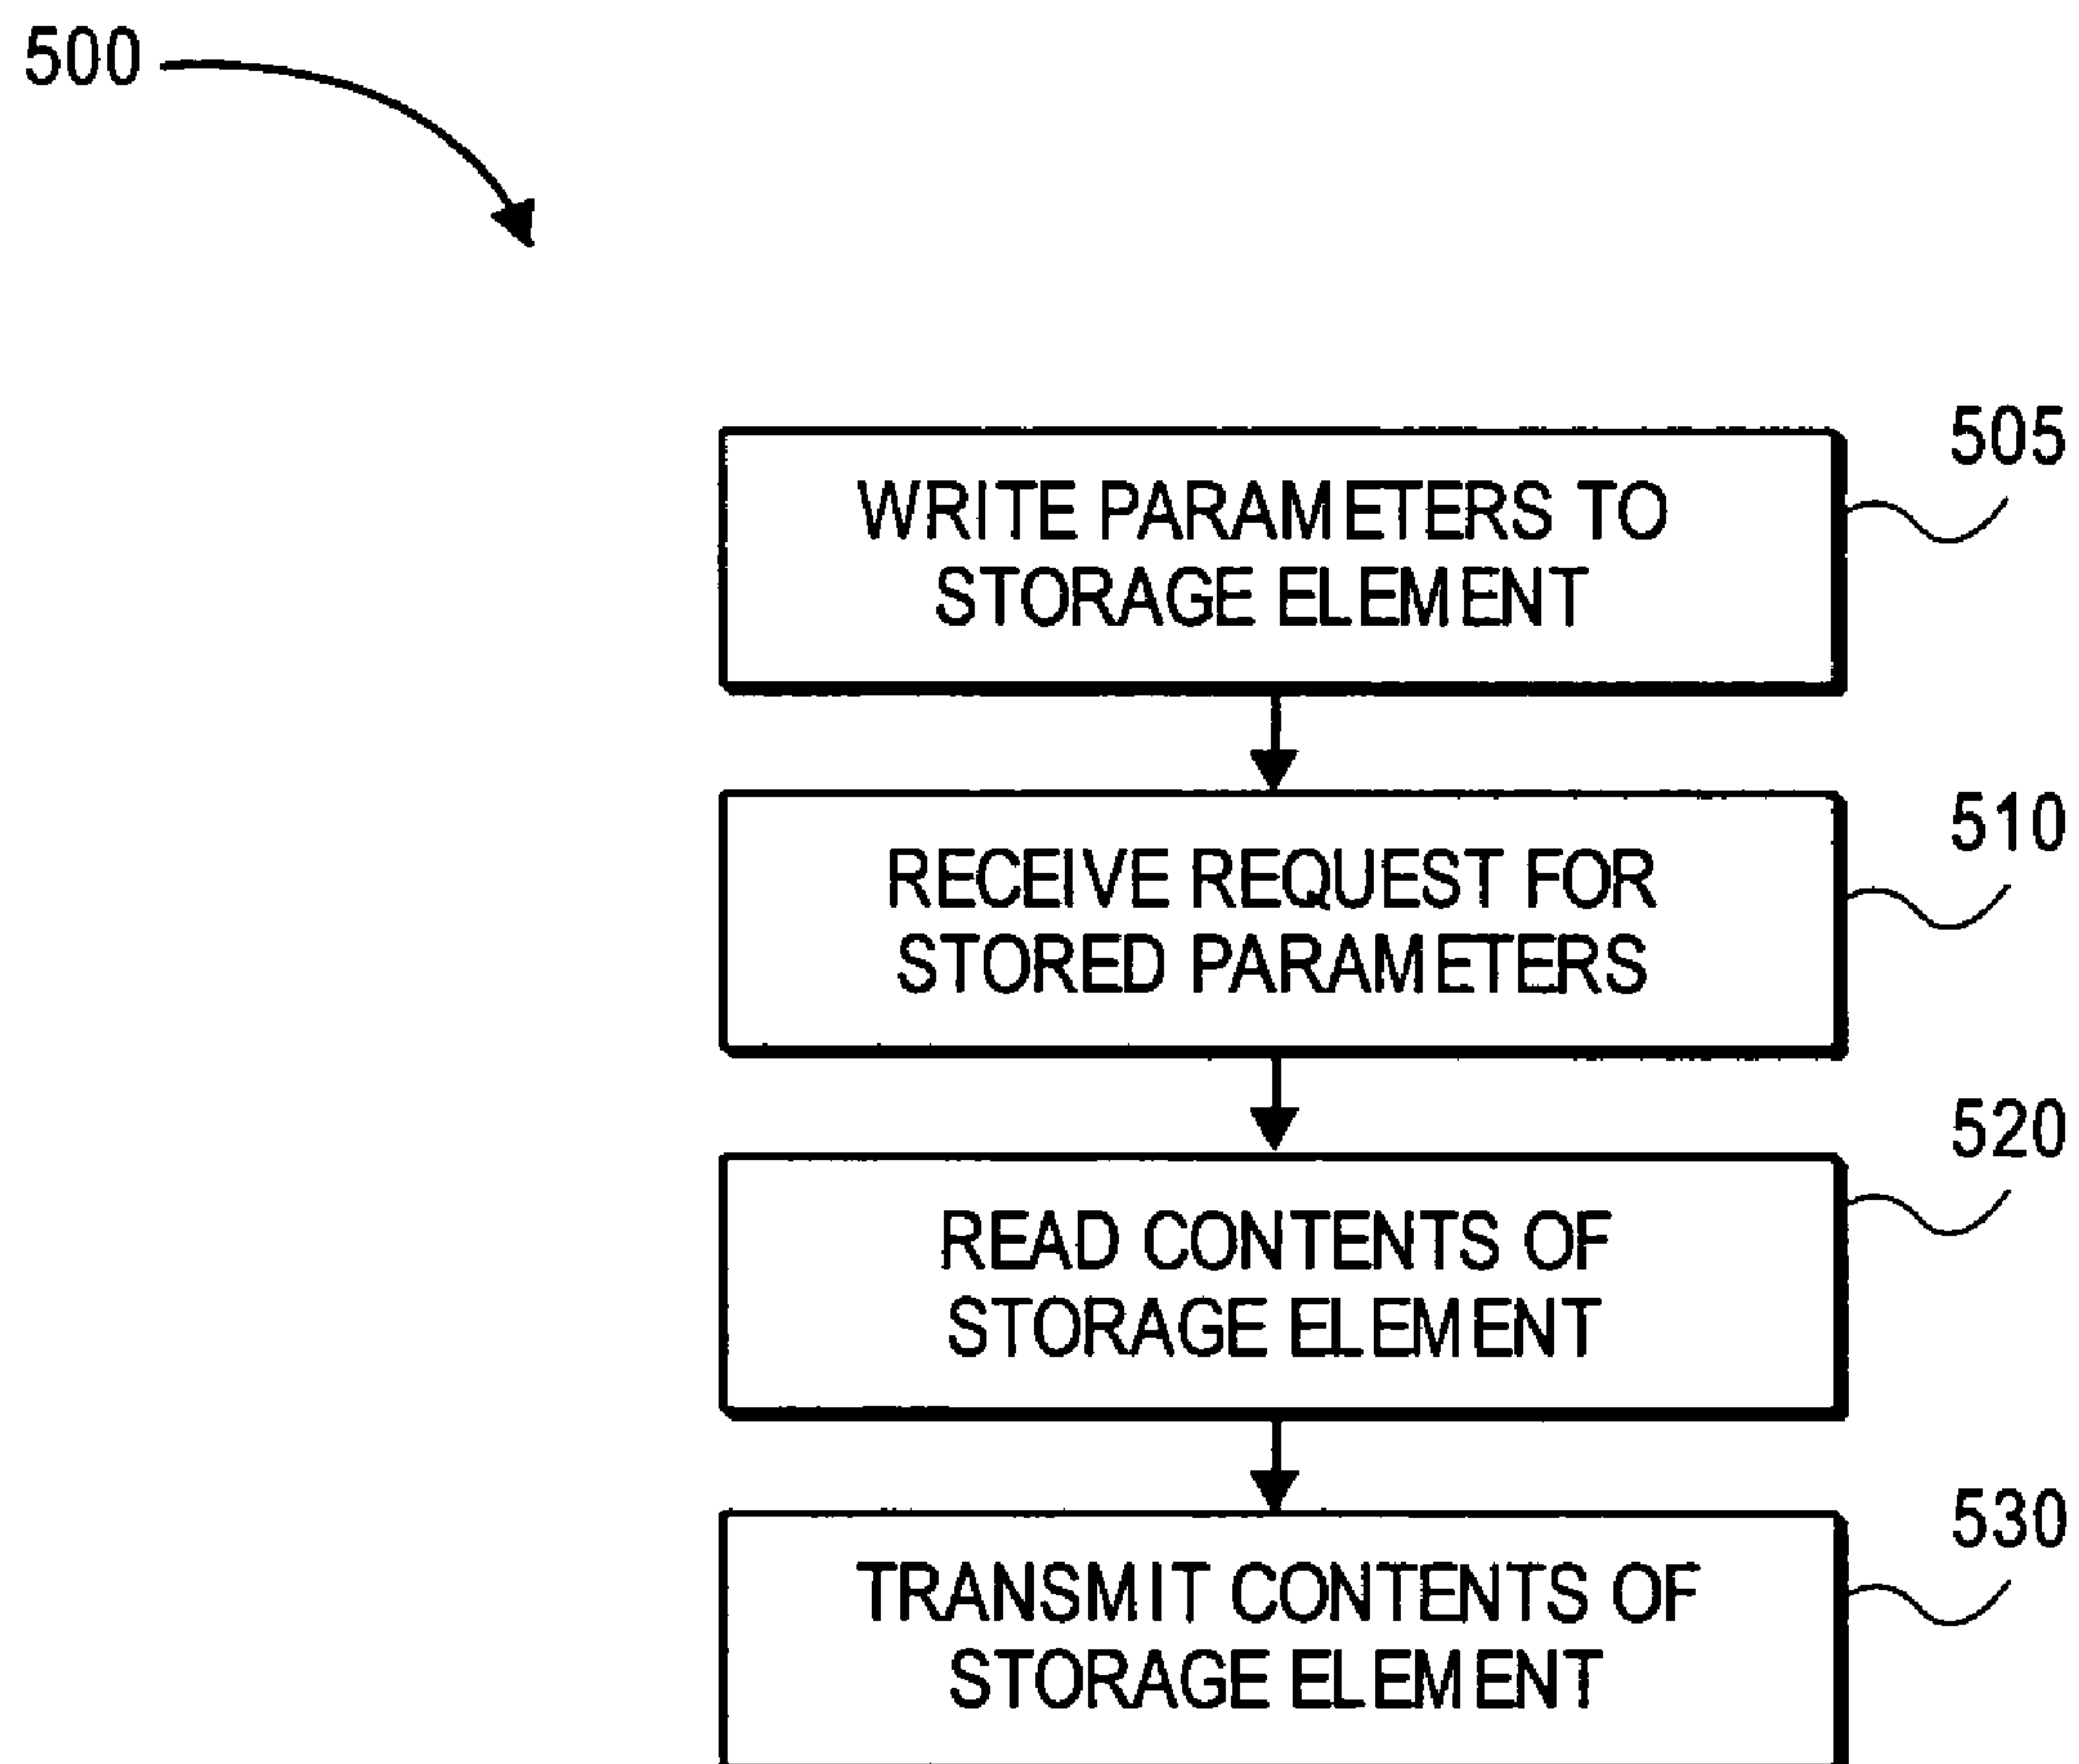 500
505
WRITE PARAMETERS TO
STORAGE ELEMENT
510
RECEIVE REQUEST FOR
STORED PARAMETERS
520
READ CONTENTS OF
STORAGE ELEMENT
530
TRANSMIT CONTENTS OF
STORAGE ELEMENT